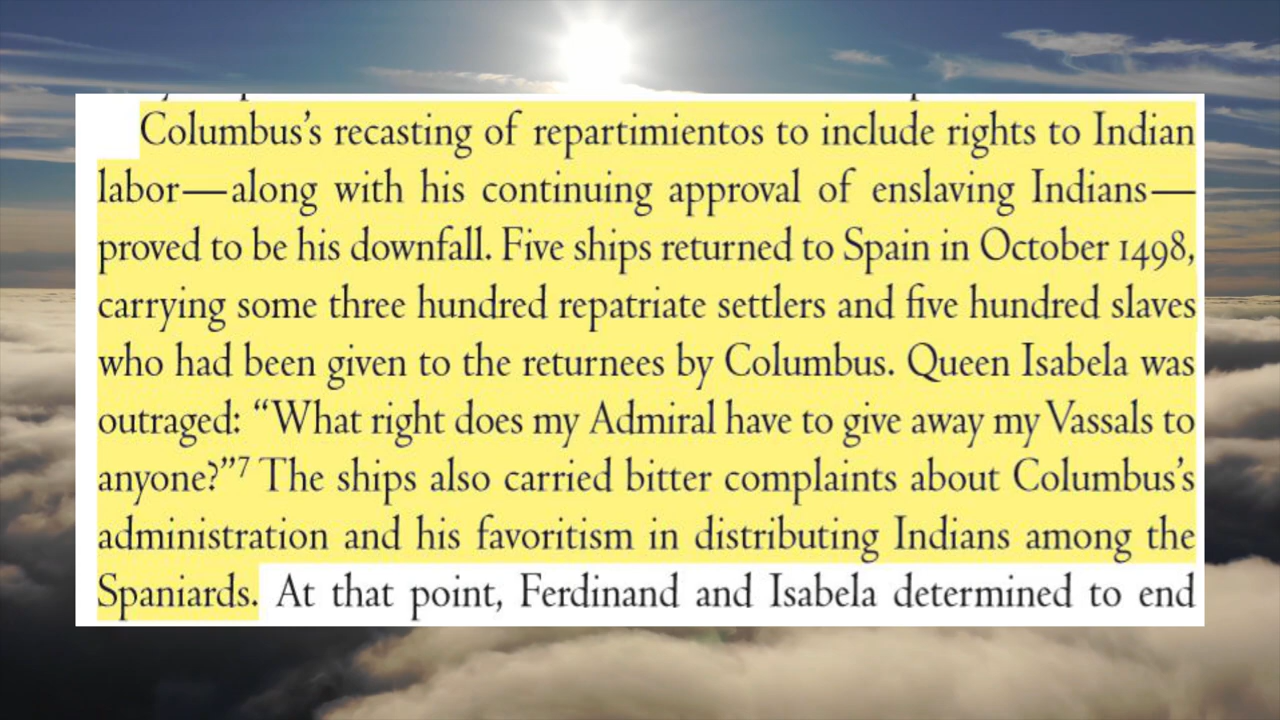 Columbus’s recasting of repartimientos to include rights to Indian
labor—along with his continuing approval of enslaving Indians—
proved to be his downfall. Five ships returned to Spain in October 1498,
carrying some three hundred repatriate settlers and five hundred slaves
who had been given to the returnees by Columbus. Queen Isabela was
outraged: “What right does my Admiral have to give away my Vassals to
anyone?”7 The ships also carried bitter complaints about Columbus’s
administration and his favoritism in distributing Indians among the
Spaniards. At that point, Ferdinand and Isabela determined to end